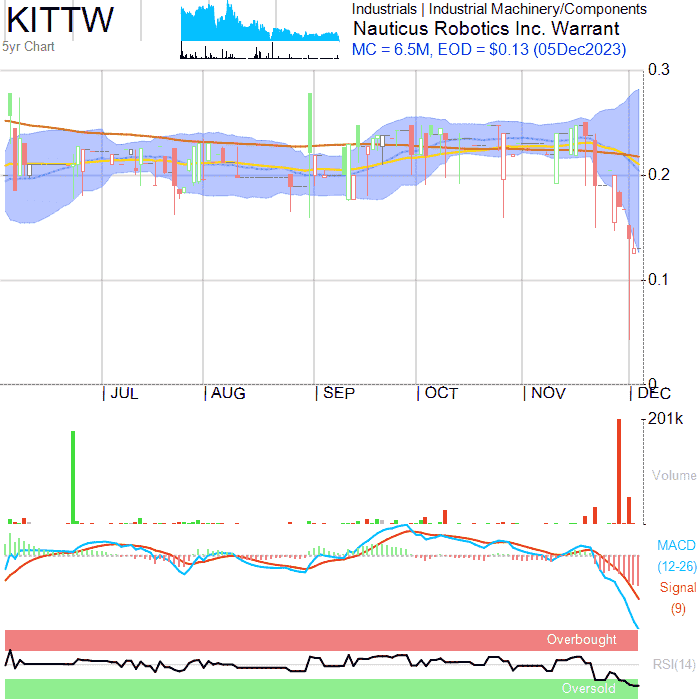 KITTW
5yr Chart
Industrials | Industrial Machinery/Components
Nauticus Robotics Inc. Warrant
MC = 6.5M, EOD = $0.13 (05Dec2023)
0.3
0.2
0.1
0
JUL AUG SEP OCT NOV DEC
201k
Volume
MACD
(12-26)
Signal
(9)
Overbought
RSI(14)
Oversold